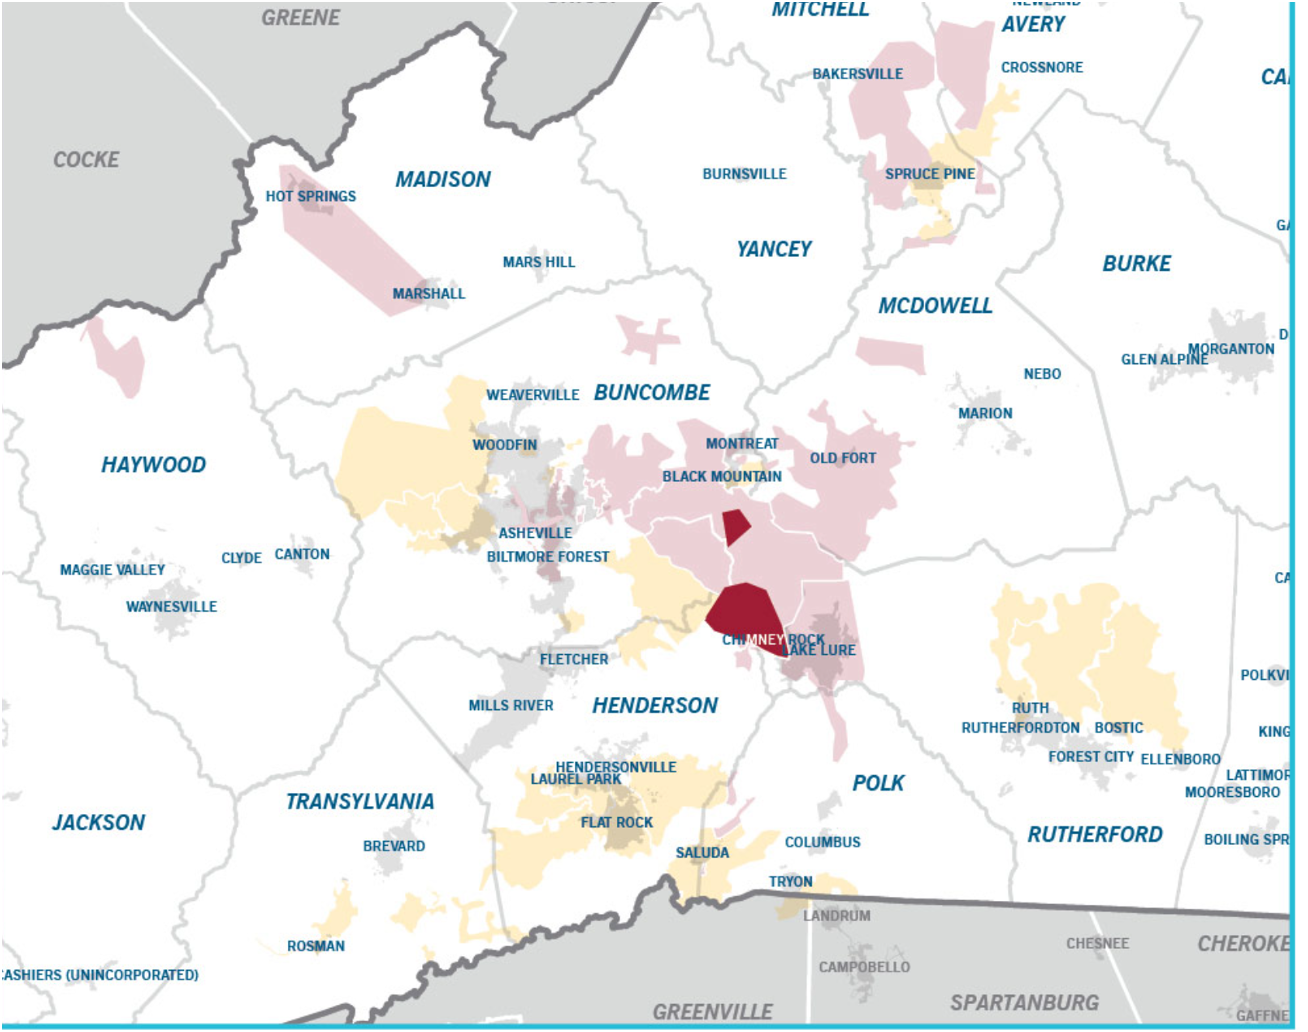 MITCHELL
GREENE
AVERY
CROSSNORE
BAKERSVILLE
COCKE
MADISON
BURNSVILLE
SPRUCE PINE
HOT SPRINGS
YANCEY
MARS HILL
BURKE
MARSHALL
MCDOWELL
MORGANTON
GLEN ALPINE
NEBO
WEAVERVILLE
BUNCOMBE
MARION
WOODFIN
MONTREAT
OLD FORT
HAYWOOD
BLACK MOUNTAIN
ASHEVILLE
CLYDE
CANTON
BILTMORE FOREST
MAGGIE VALLEY
WAYNESVILLE
CHIMNEY ROCK
LAKE LURE
FLETCHER
MILLS RIVER
HENDERSON
RUTH
RUTHERFORDTON
BOSTIC
FOREST CITY
ELLENBORO
HENDERSONVILLE
LAUREL PARK
POLK
LATTIMOR
MOORESBORO
TRANSYLVANIA
JACKSON
FLAT ROCK
RUTHERFORD
BREVARD
SALUDA
COLUMBUS
BOILING SPR
TRYON
LANDRUM
ROSMAN
CHESNEE
CHEROKE
CAMPOBELLO
CASHIERS (UNINCORPORATED)
SPARTANBURG
GREENVILLE
GAFFNE
POLKVI
KING
CA
GA
D
CA